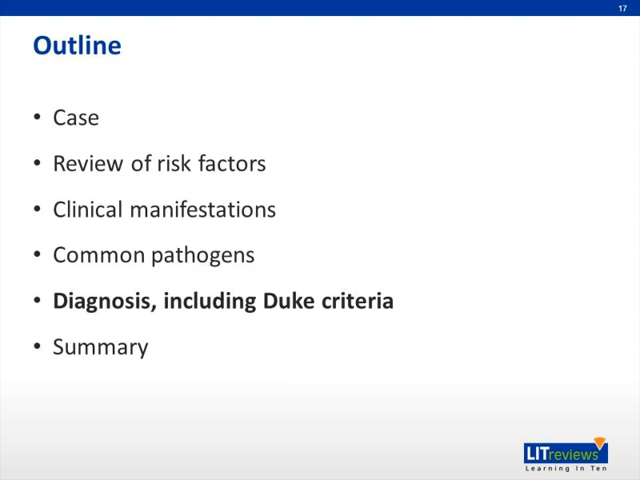 17
Outline
• Case
• Review of risk factors
• Clinical manifestations
• Common pathogens
• Diagnosis, including Duke criteria
• Summary
LITreviews
Learning In Ten